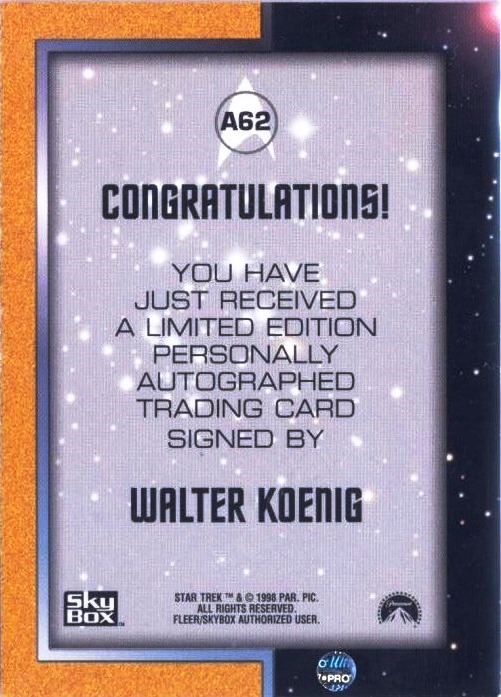 A62
CONGRATULATIONS!
YOU HAVE
JUST RECEIVED
A LIMITED EDITION
PERSONALLY
AUTOGRAPHED
TRADING CARD
SIGNED BY
WALTER KOENIG
SKY
BOX
STAR TREK ™ & © 1998 PAR. PIC.
ALL RIGHTS RESERVED.
FLEER/SKYBOX AUTHORIZED USER.
Paramount
PRO